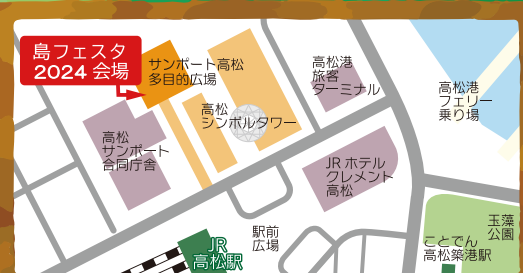 島フェスタ
2024 会場
サンポート高松
多目的広場
高松港
旅客
ターミナル
高松港
フェリー
乗り場
高松
シンボルタワー
高松
サンポート
合同庁舎
JR ホテル
クレメント
高松
玉藻
公園
駅前
広場
JR
高松駅
ことでん
高松築港駅